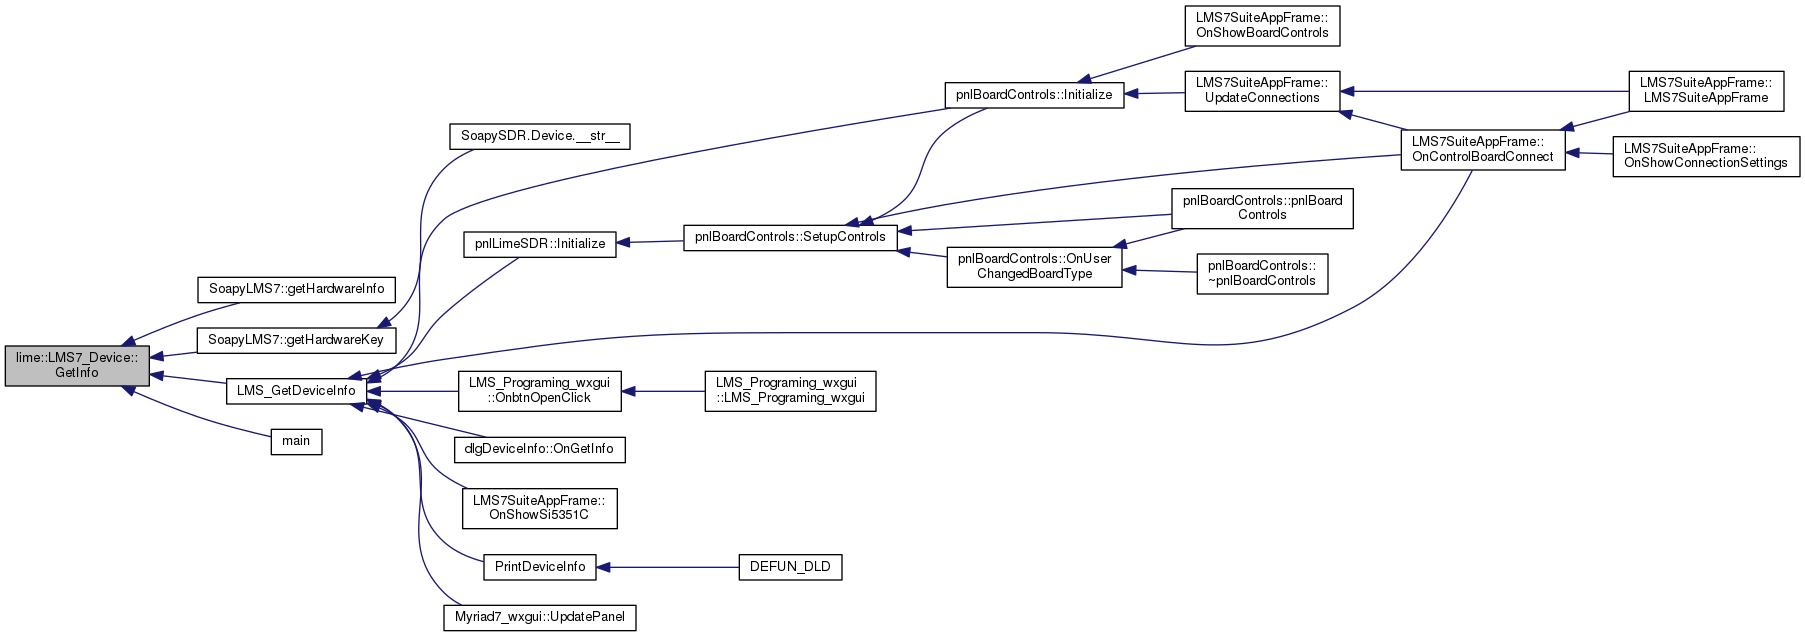 LMS7SuiteAppFrame::
OnShowBoardControls
pnlBoardControls::Initialize
LMS7SuiteAppFrame::
UpdateConnections
LMS7SuiteAppFrame::
LMS7SuiteAppFrame
SoapySDR.Device.__str__
LMS7SuiteAppFrame::
OnControlBoardConnect
LMS7SuiteAppFrame::
OnShowConnectionSettings
pnlBoardControls::pnlBoard
Controls
pnlLimeSDR::Initialize
pnlBoardControls::SetupControls
pnlBoardControls::OnUser
ChangedBoardType
pnlBoardControls::
~pnlBoardControls
SoapyLMS7::getHardwareInfo
SoapyLMS7::getHardwareKey
lime::LMS7_Device::
GetInfo
LMS_GetDeviceInfo
LMS_Programing_wxgui
::OnbtnOpenClick
LMS_Programing_wxgui
::LMS_Programing_wxgui
main
dlgDeviceInfo::OnGetInfo
LMS7SuiteAppFrame::
OnShowSi5351C
PrintDeviceInfo
DEFUN_DLD
Myriad7_wxgui::UpdatePanel